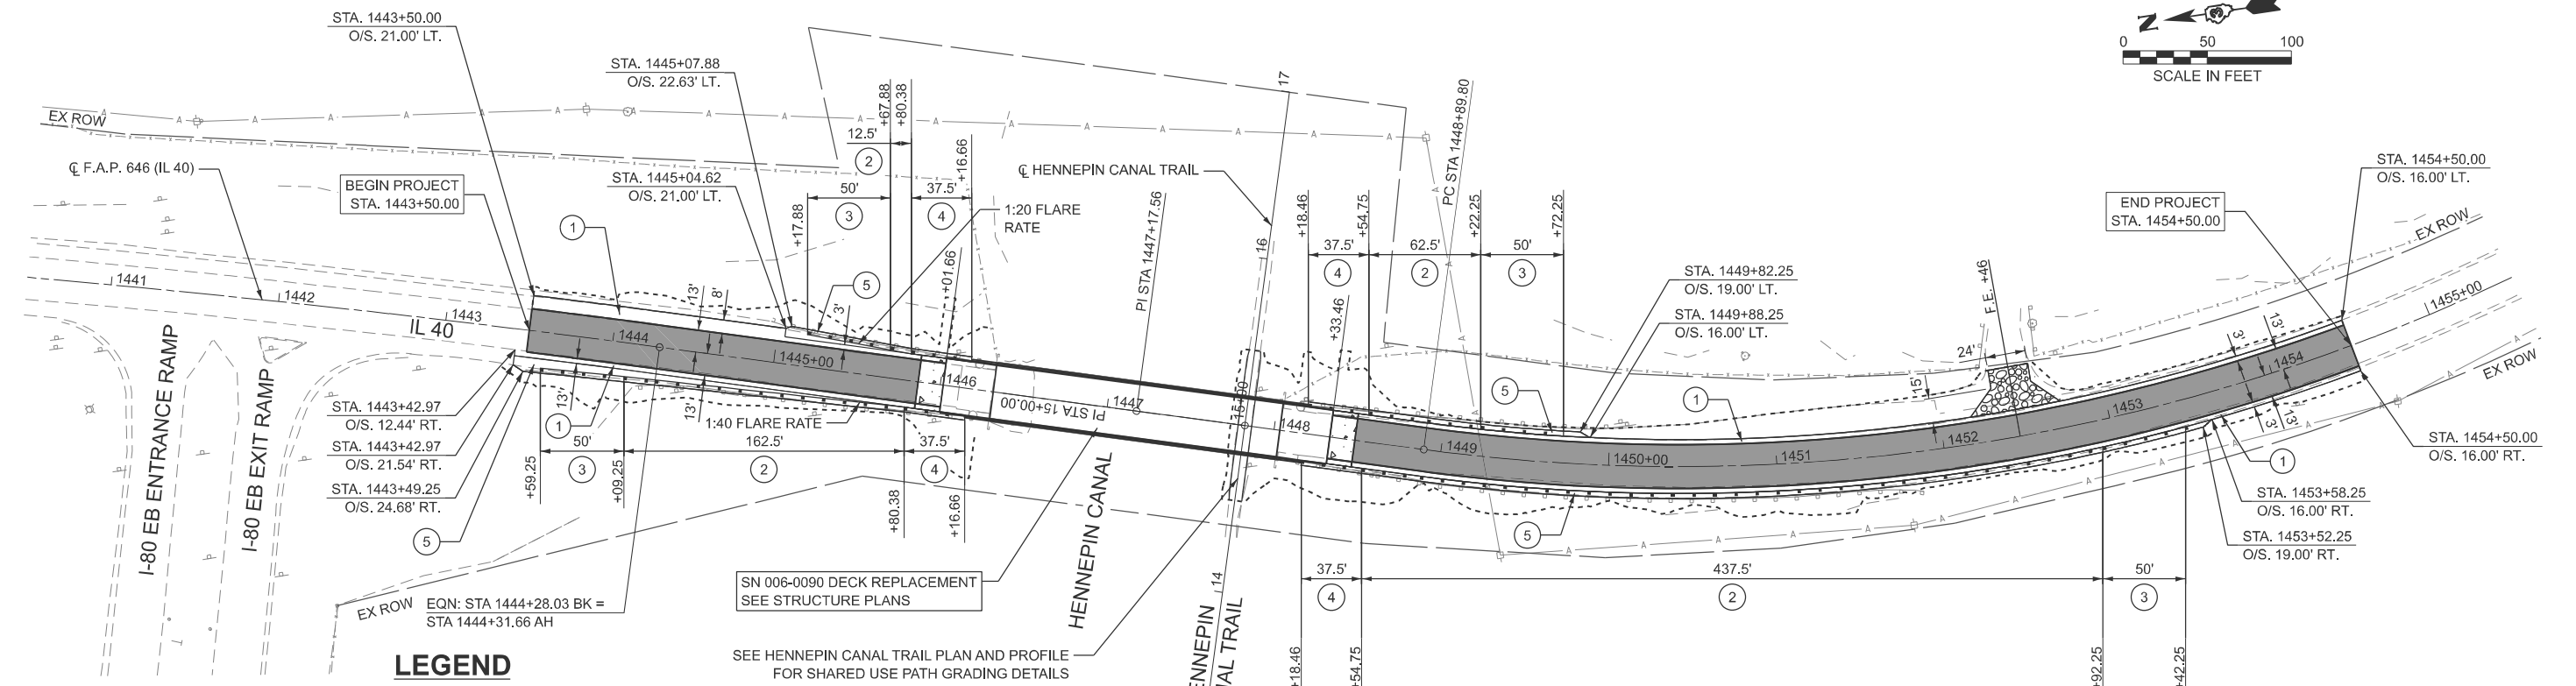 STA. 1443+50.00
O/S. 21.00' LT.
STA. 1445+07.88
O/S. 22.63' LT.
STA. 1445+04.62
O/S. 21.00' LT.
N
0 50 100
SCALE IN FEET
EX ROW
℄ F.A.P. 646 (IL 40)
BEGIN PROJECT
STA. 1443+50.00
+67.88
+80.38
12.5'
2
+16.66
50'
3
37.5'
4
+17.88
1:20 FLARE
RATE
+01.66
℄ HENNEPIN CANAL TRAIL
17
16
PI STA 1447+17.56
PC STA 1448+89.80
+18.46
+54.75
+22.25
+72.25
37.5'
4
62.5'
2
50'
3
+33.46
STA. 1449+82.25
O/S. 19.00' LT.
STA. 1449+88.25
O/S. 16.00' LT.
F.E. +46
24'
15'
END PROJECT
STA. 1454+50.00
STA. 1454+50.00
O/S. 16.00' LT.
EX ROW
1
13'
8'
5
3'
5
1
3'
13'
1441
1442
1443
IL 40
1444
1445+00
1446
1447
PI STA 15+00.00
15+00
1448
1449
1450+00
1451
1452
1453
1454
1455+00
I-80 EB ENTRANCE RAMP
I-80 EB EXIT RAMP
STA. 1443+42.97
O/S. 12.44' RT.
STA. 1443+42.97
O/S. 21.54' RT.
STA. 1443+49.25
O/S. 24.68' RT.
5
13'
1
13'
1:40 FLARE RATE
50'
3
162.5'
2
37.5'
4
+59.25
+09.25
+80.38
+16.66
EX ROW
EQN: STA 1444+28.03 BK =
STA 1444+31.66 AH
SN 006-0090 DECK REPLACEMENT
SEE STRUCTURE PLANS
HENNEPIN CANAL
SEE HENNEPIN CANAL TRAIL PLAN AND PROFILE
FOR SHARED USE PATH GRADING DETAILS
14
HENNEPIN
CANAL TRAIL
5
37.5'
4
437.5'
2
50'
3
+18.46
+54.75
+92.25
+42.25
3'
13'
1
STA. 1453+58.25
O/S. 16.00' RT.
STA. 1453+52.25
O/S. 19.00' RT.
STA. 1454+50.00
O/S. 16.00' RT.
EX ROW
LEGEND